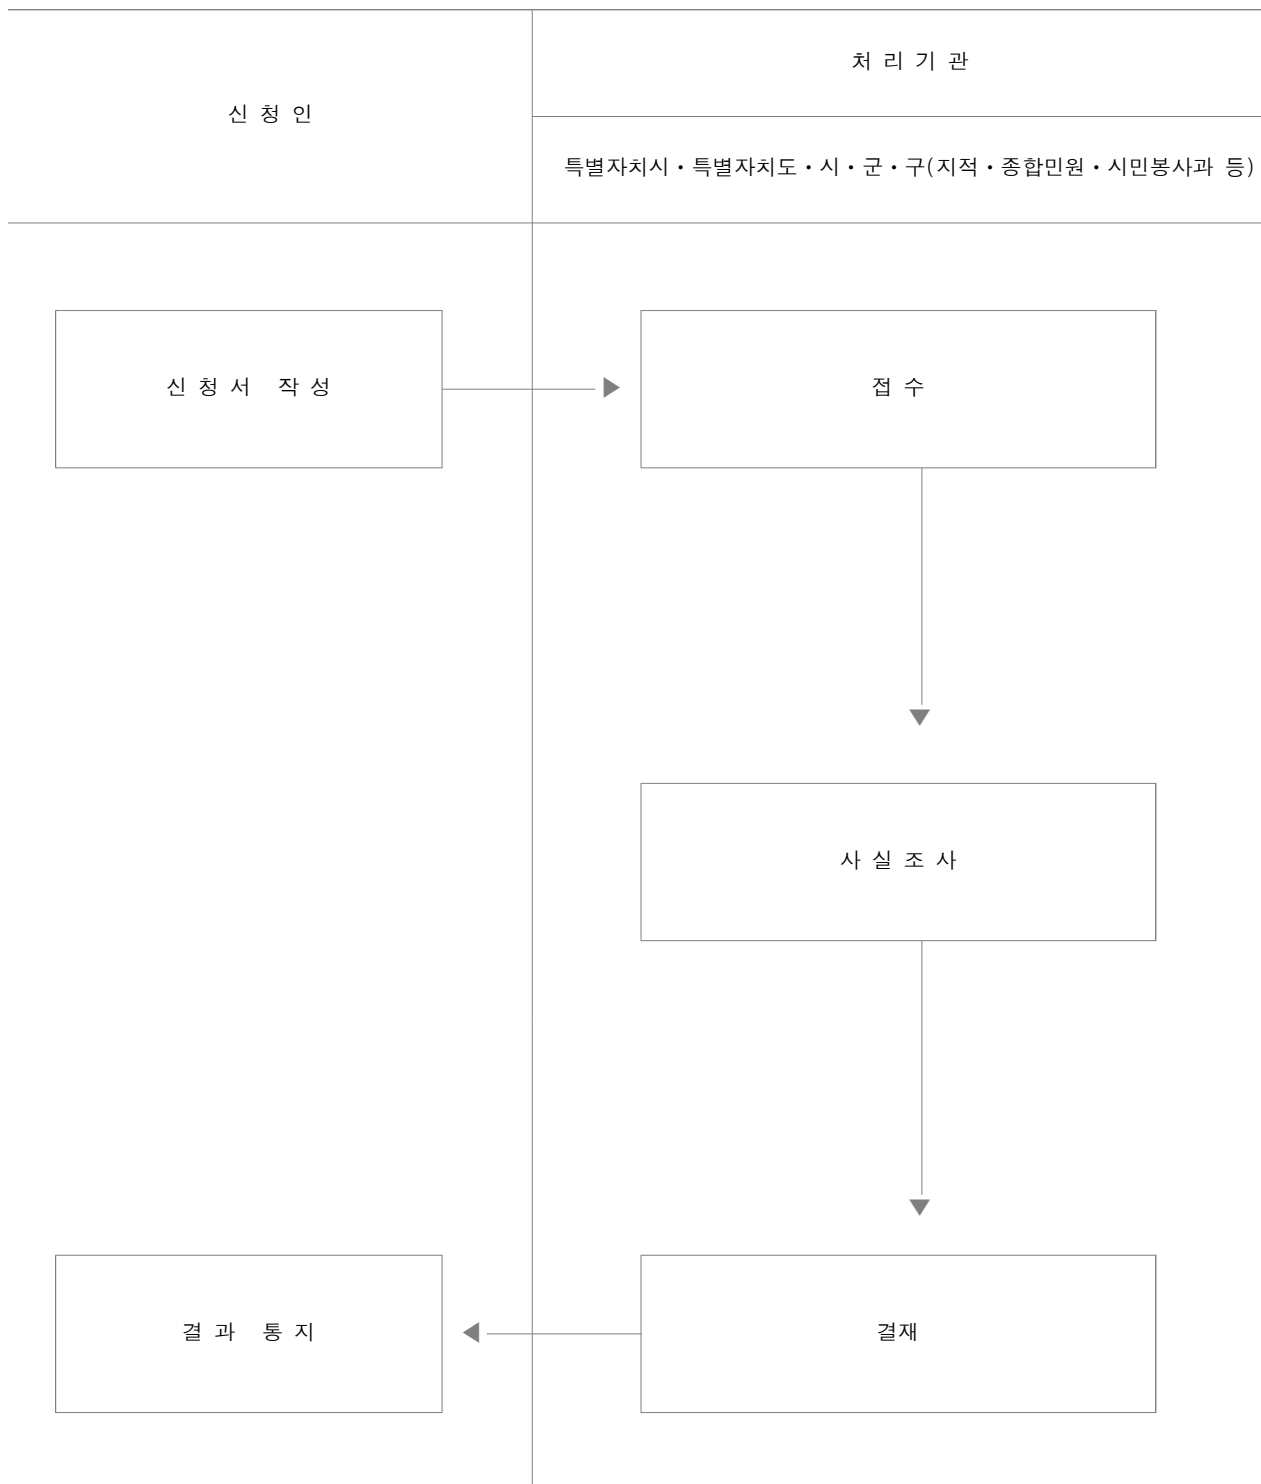 신 청 인
처 리 기 관
특별자치시・특별자치도・시・군・구(지적・종합민원・시민봉사과 등)
신 청 서 작 성
접 수
사 실 조 사
결 과 통 지
결재